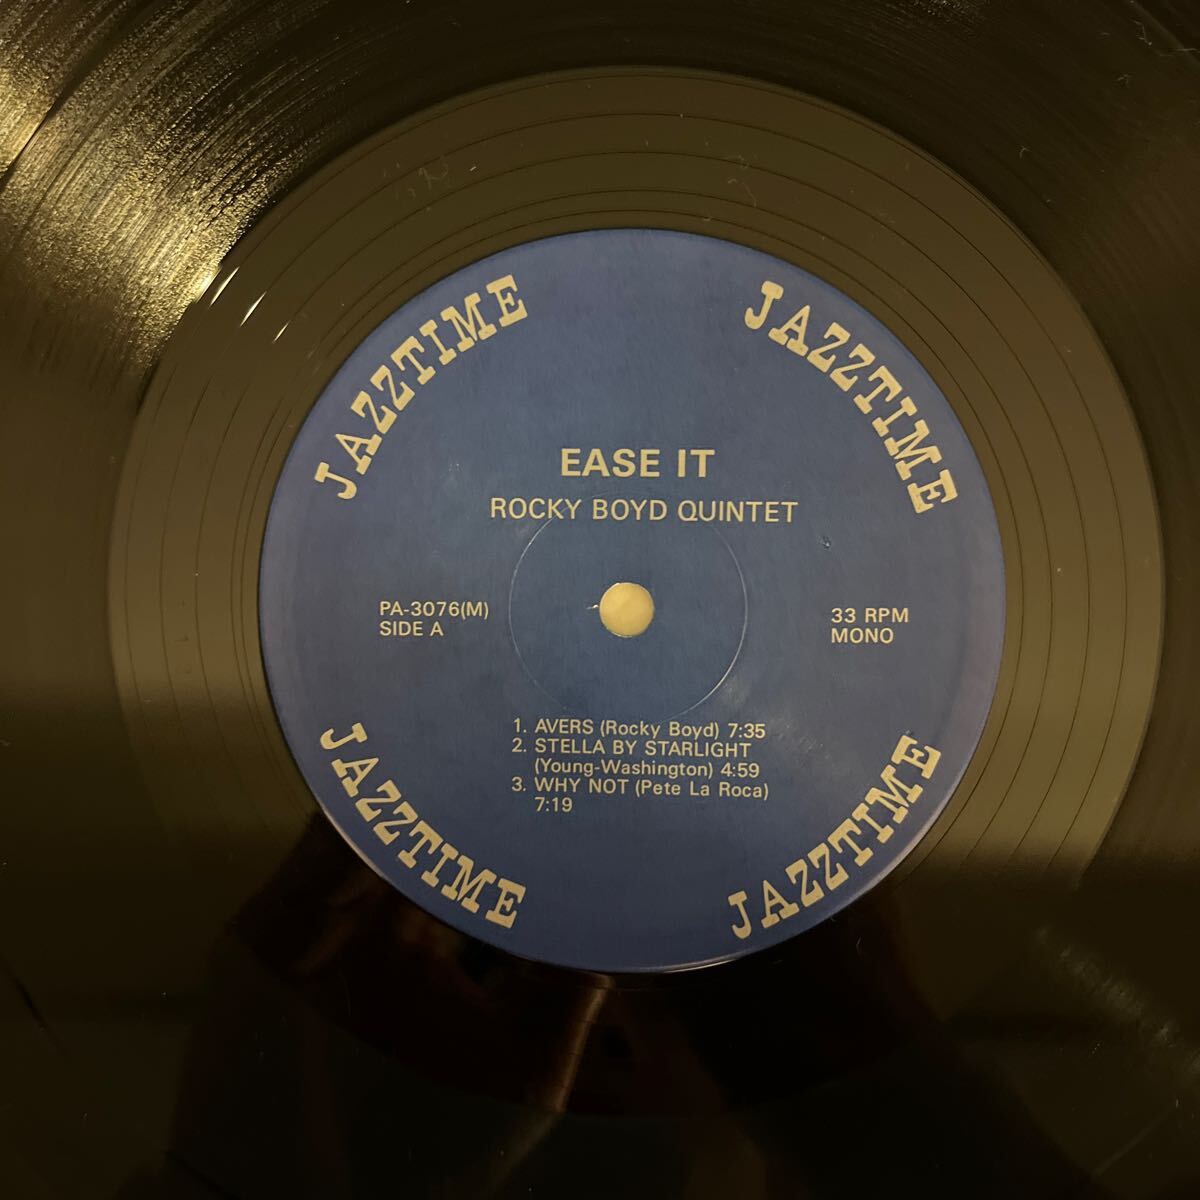 JAZZTIME
JAZZTIME
EASE IT
ROCKY BOYD QUINTET
PA-3076(M)
SIDE A
33 RPM
MONO
1. AVERS (Rocky Boyd) 7:35
2. STELLA BY STARLIGHT
(Young-Washington) 4:59
3. WHY NOT (Pete La Roca)
7:19
JAZZTIME
JAZZTIME